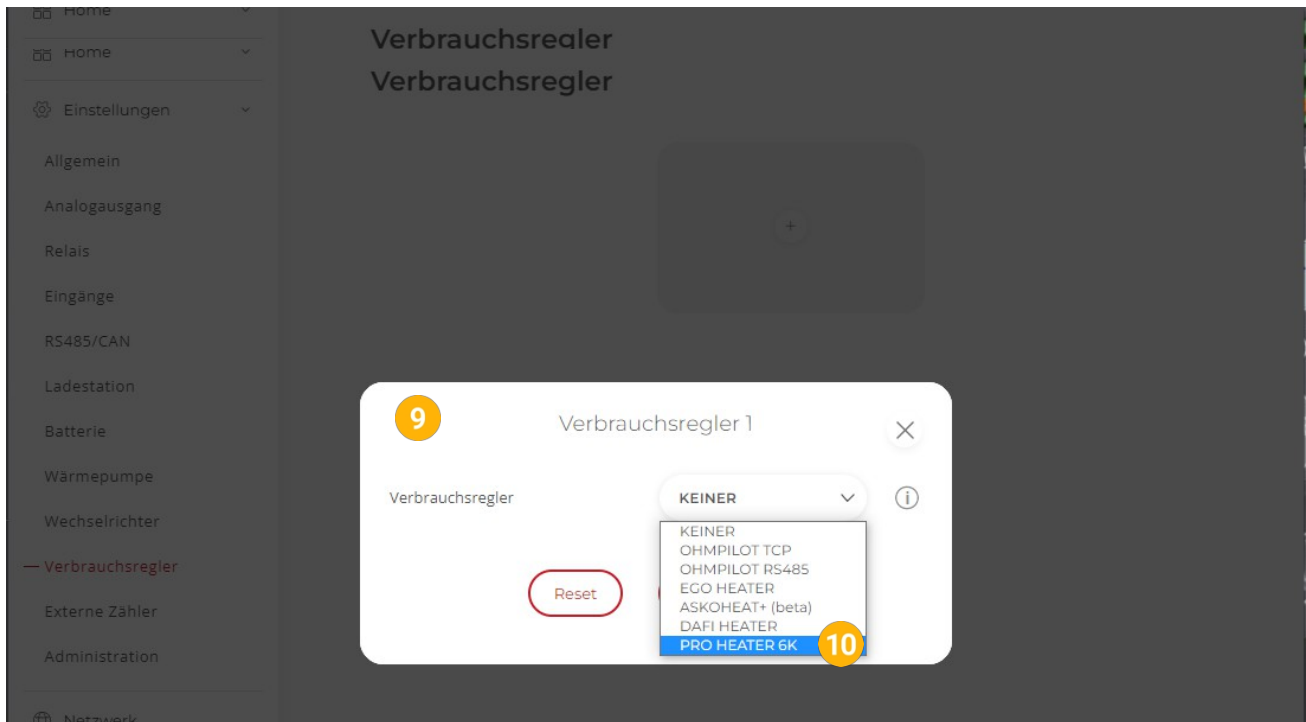 Home
Home
Einstellungen
Allgemein
Analogausgang
Relais
Eingänge
RS485/CAN
Ladestation
Batterie
Wärmepumpe
Wechselrichter
Verbrauchsregler
Externe Zähler
Administration
Netzwerk
Verbrauchsregler
Verbrauchsregler
+
9
Verbrauchsregler 1
Verbrauchsregler
KEINER
KEINER
OHMPILOT TCP
OHMPILOT RS485
EGO HEATER
ASKOHEAT+ (beta)
DAFI HEATER
PRO HEATER 6K
10
Reset